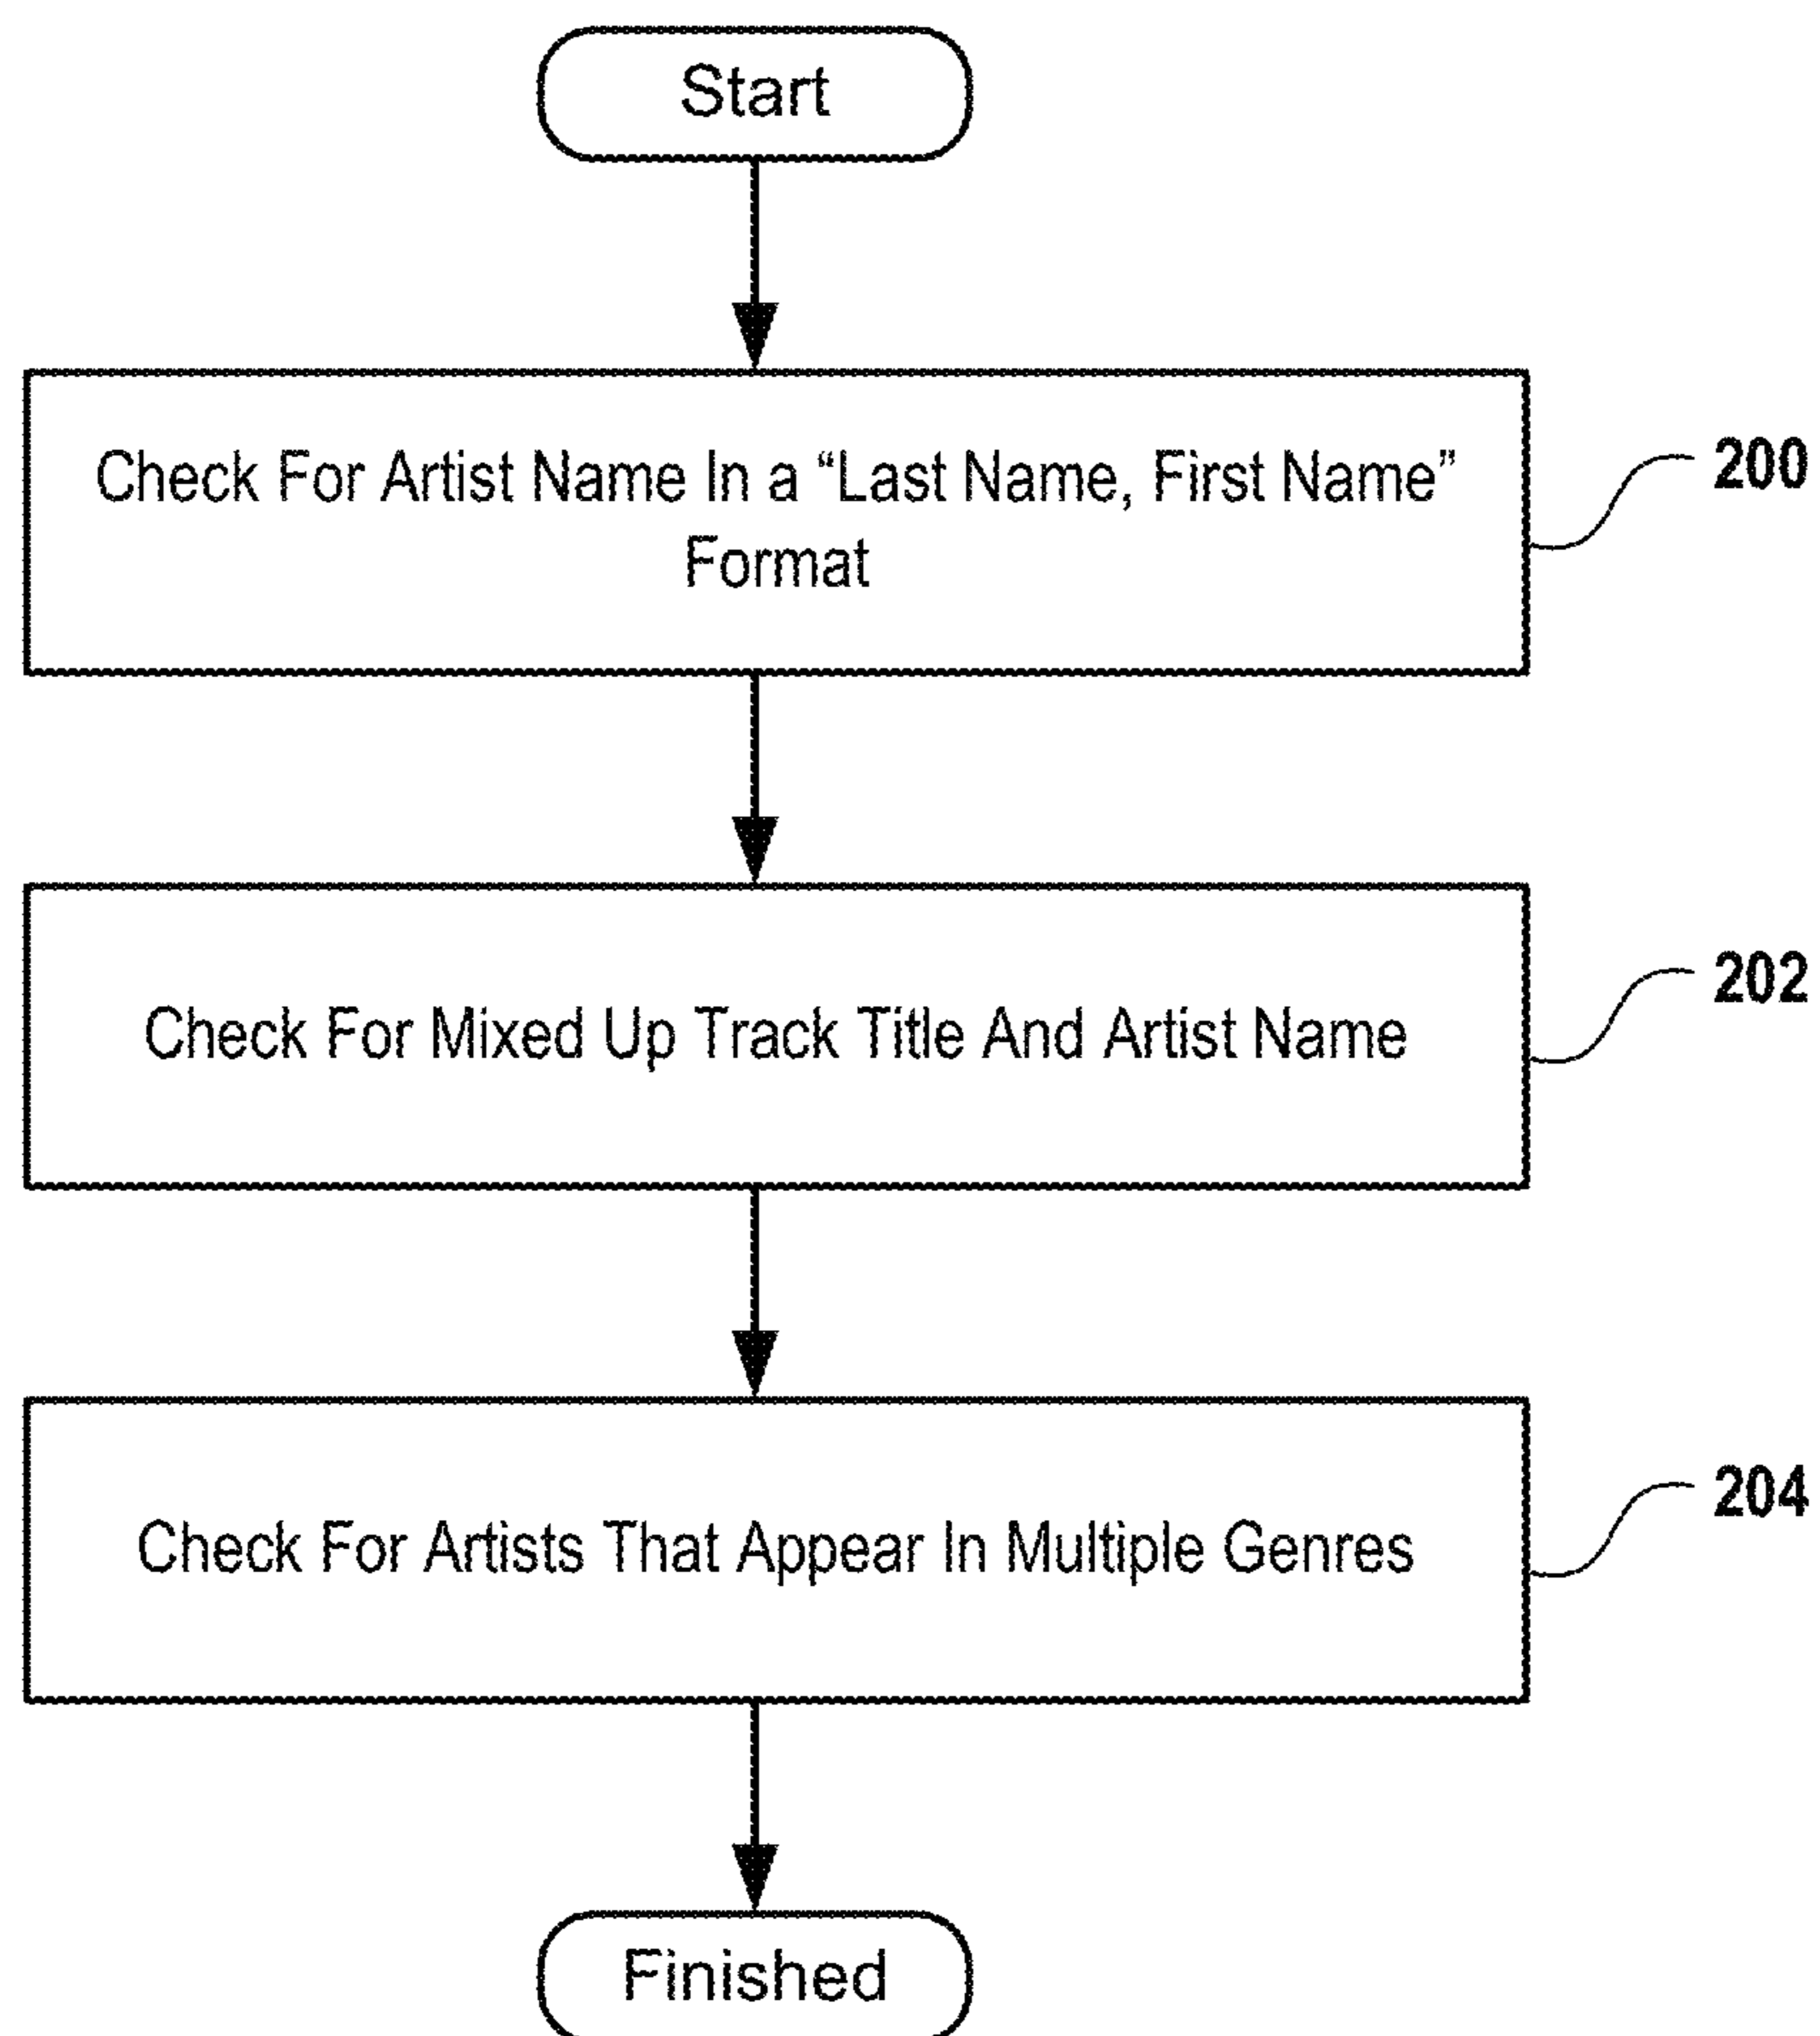 Start
Check For Artist Name In a “Last Name, First Name”
Format
200
Check For Mixed Up Track Title And Artist Name
202
Check For Artists That Appear In Multiple Genres
204
Finished